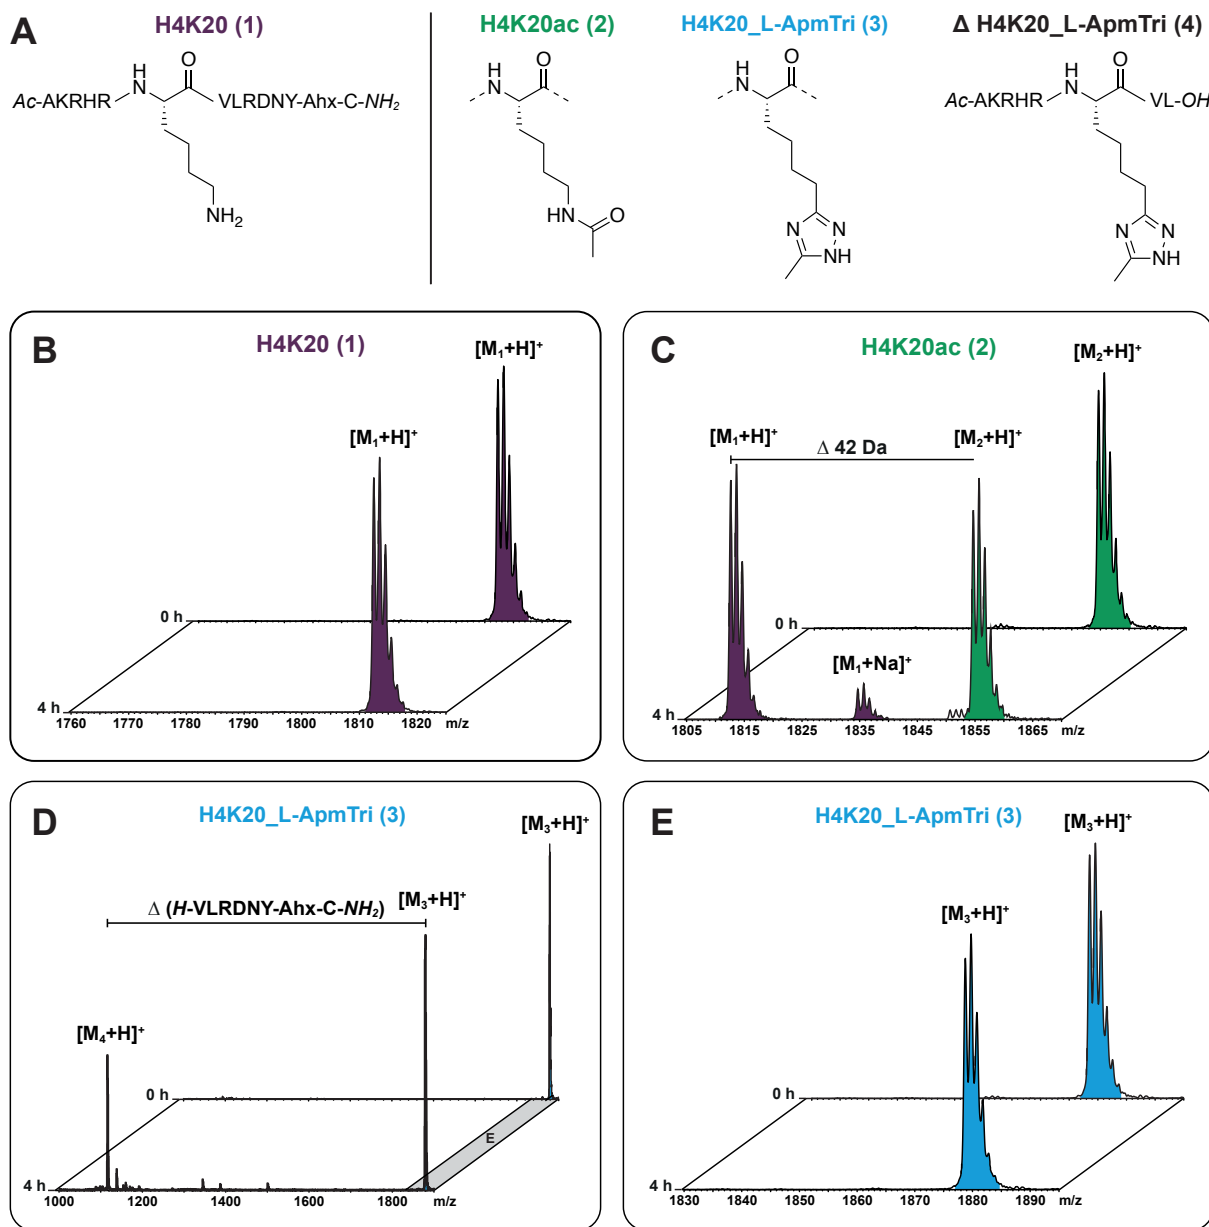 A
H4K20 (1)
H4K20ac (2)
H4K20_L-ApmTri (3)
Δ H4K20_L-ApmTri (4)
H
N
O
Ac-AKRHR
VLRDNY-Ahx-C-NH2
NH2
H
N
O
HN
O
H
N
O
N
N
NH
H
N
O
Ac-AKRHR
VL-OH
N
N
NH
B
H4K20 (1)
[M1+H]+
[M1+H]+
0 h
4 h
1760 1770 1780 1790 1800 1810 1820 m/z
C
H4K20ac (2)
[M2+H]+
[M1+H]+
[M2+H]+
Δ 42 Da
0 h
[M1+Na]+
4 h
1805 1815 1825 1835 1845 1855 1865 m/z
D
H4K20_L-ApmTri (3)
[M3+H]+
[M3+H]+
Δ (H-VLRDNY-Ahx-C-NH2)
[M4+H]+
0 h
E
4 h
1000 1200 1400 1600 1800 m/z
E
H4K20_L-ApmTri (3)
[M3+H]+
[M3+H]+
0 h
4 h
1830 1840 1850 1860 1870 1880 1890 m/z